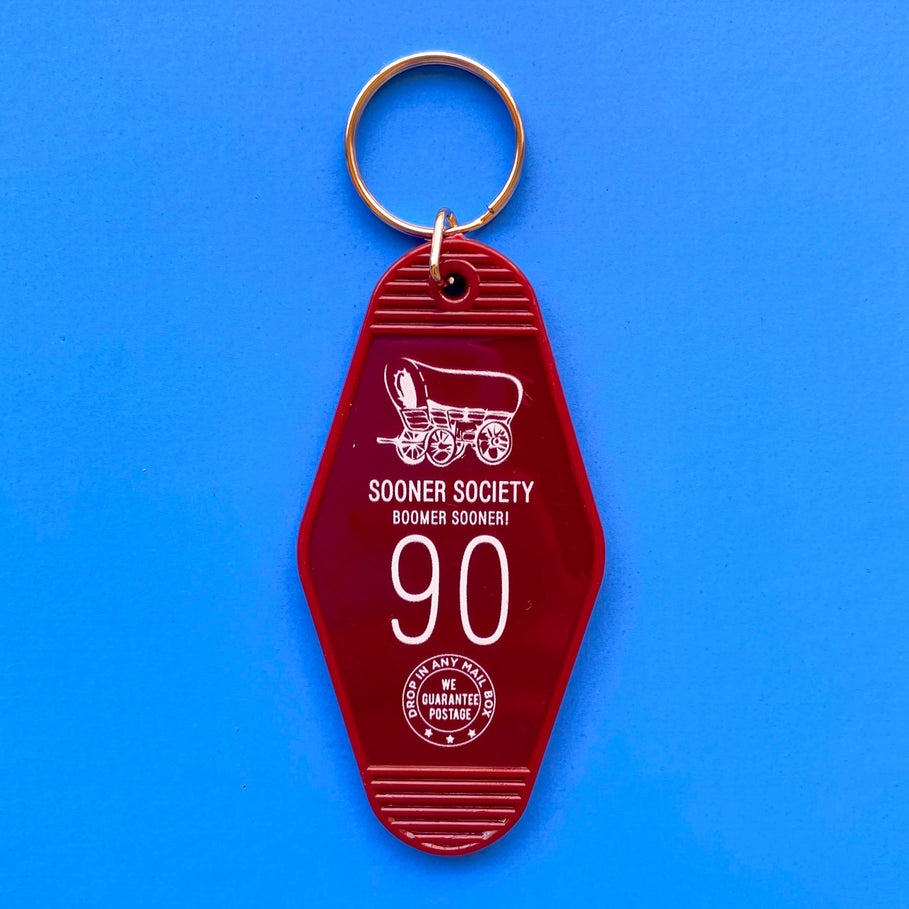 SOONER SOCIETY
BOOMER SOONER!
90
DROP IN ANY MAIL BOX
WE
GUARANTEE
POSTAGE